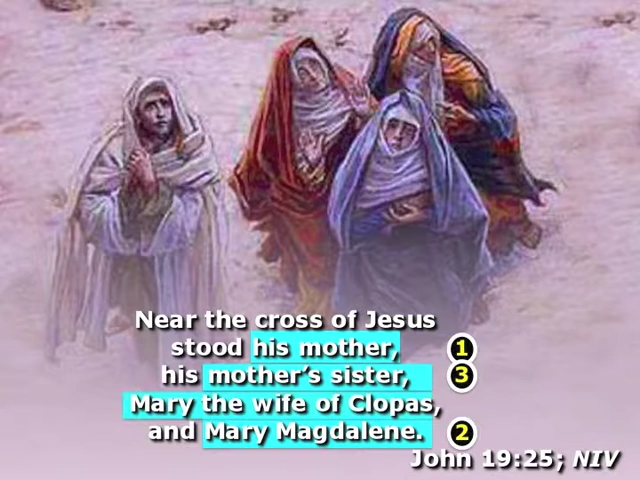 Near the cross of Jesus
stood his mother, 1
his mother’s sister, 3
Mary the wife of Clopas,
and Mary Magdalene. 2
John 19:25; NIV